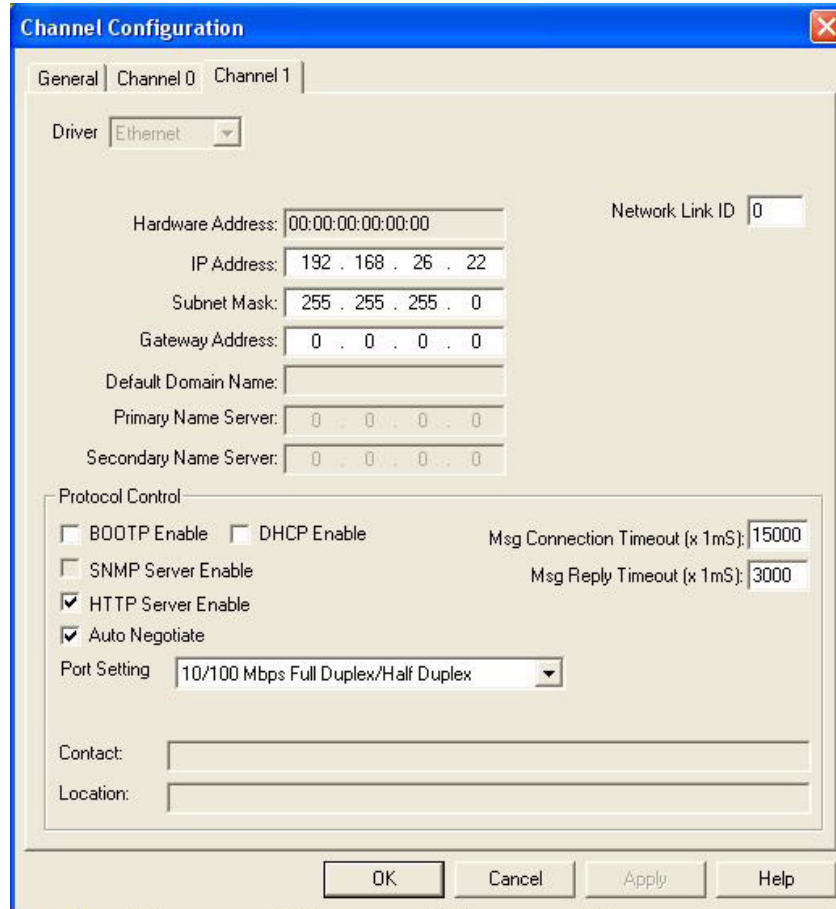 Channel Configuration
General Channel 0 Channel 1
Driver Ethernet
Network Link ID 0
Hardware Address: 00:00:00:00:00:00
IP Address: 192 . 168 . 26 . 22
Subnet Mask: 255 . 255 . 255 . 0
Gateway Address: 0 . 0 . 0 . 0
Default Domain Name:
Primary Name Server: 0 . 0 . 0 . 0
Secondary Name Server: 0 . 0 . 0 . 0
Protocol Control
BOOTP Enable DHCP Enable
Msg Connection Timeout (x 1mS): 15000
SNMP Server Enable
Msg Reply Timeout (x 1mS): 3000
HTTP Server Enable
Auto Negotiate
Port Setting 10/100 Mbps Full Duplex/Half Duplex
Contact:
Location:
OK Cancel Apply Help